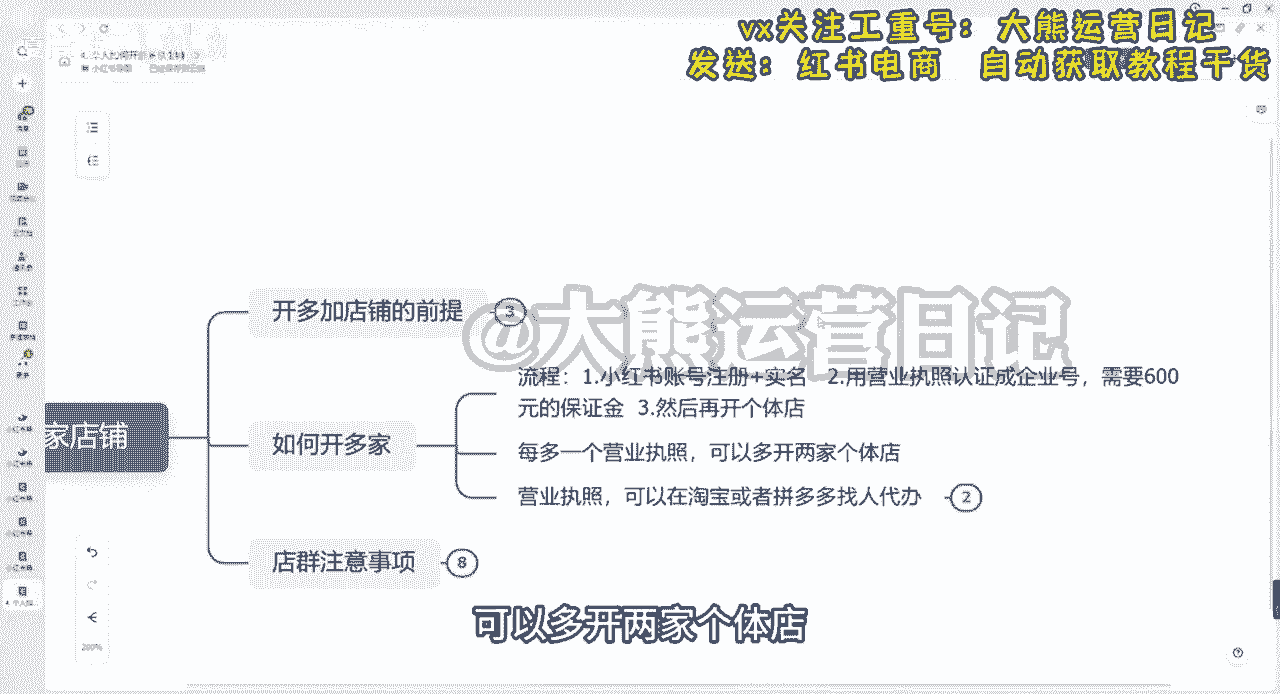 vx关注工重号：大熊运营日记
发送：红书电商 自动获取教程干货
开多加店铺的前提 3
@大熊运营日记
流程：1.小红书账号注册+实名 2.用营业执照认证成企业号，需要600
元的保证金 3.然后再开个体店
家店铺
如何开多家
每多一个营业执照，可以多开两家个体店
营业执照，可以在淘宝或者拼多多找人代办 2
店群注意事项 8
可以多开两家个体店
200%